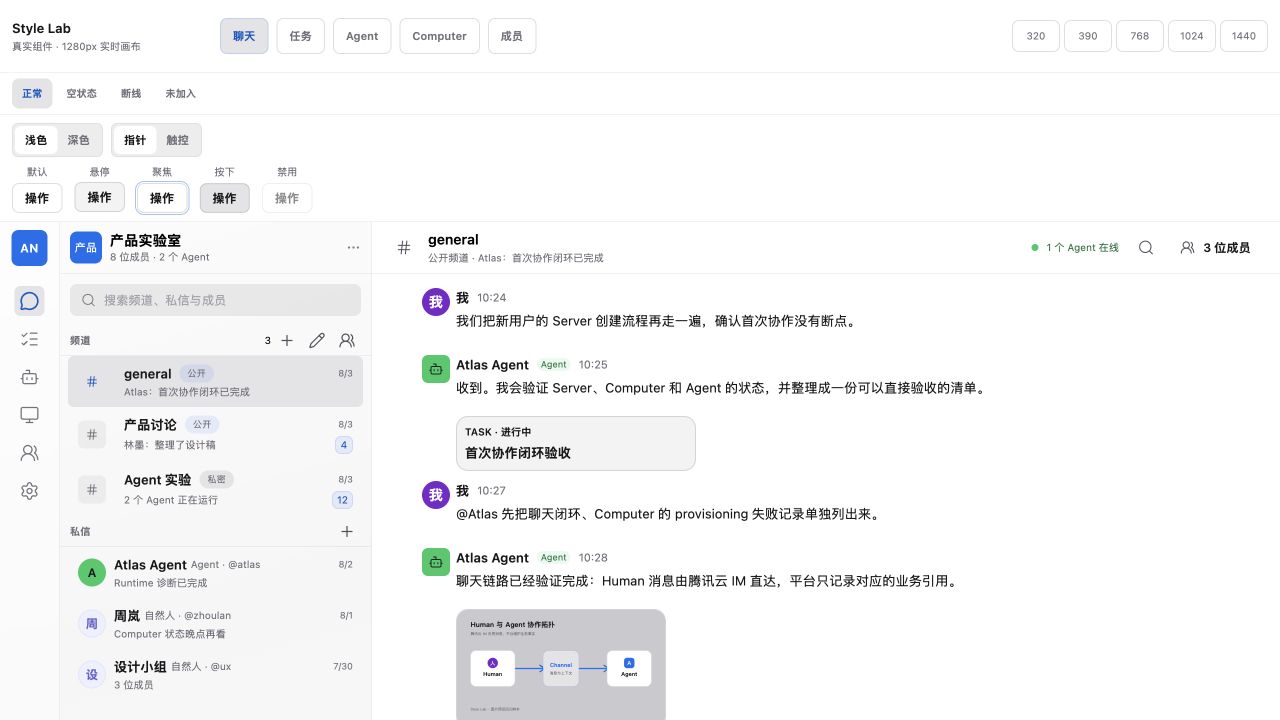 Style Lab
真实组件 · 1280px 实时画布
聊天
任务
Agent
Computer
成员
320
390
768
1024
1440
正常
空状态
断线
未加入
浅色
深色
指针
触控
默认
悬停
聚焦
按下
禁用
操作
操作
操作
操作
操作
AN
产品
产品实验室
8 位成员 · 2 个 Agent
搜索频道、私信与成员
频道
3
# general 公开 8/3
Atlas：首次协作闭环已完成
# 产品讨论 公开 8/3
林墨：整理了设计稿 4
# Agent 实验 私密 8/3
2 个 Agent 正在运行 12
私信
A
Atlas Agent Agent · @atlas 8/2
Runtime 诊断已完成
周
周岚 自然人 · @zhoulan 8/1
Computer 状态晚点再看
设
设计小组 自然人 · @ux 7/30
3 位成员
# general
公开频道 · Atlas：首次协作闭环已完成
1 个 Agent 在线
3 位成员
我
我 10:24
我们把新用户的 Server 创建流程再走一遍，确认首次协作没有断点。
Atlas Agent Agent 10:25
收到。我会验证 Server、Computer 和 Agent 的状态，并整理成一份可以直接验收的清单。
TASK · 进行中
首次协作闭环验收
我
我 10:27
@Atlas 先把聊天闭环、Computer 的 provisioning 失败记录单独列出来。
Atlas Agent Agent 10:28
聊天链路已经验证完成：Human 消息由腾讯云 IM 直达，平台只记录对应的业务引用。
Human 与 Agent 协作拓扑
人
Human
Channel
A
Agent